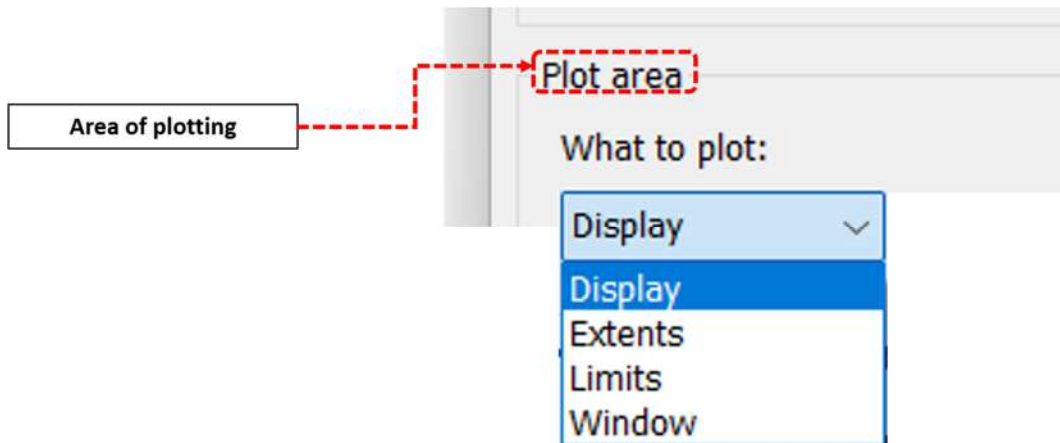 Plot area
Area of plotting
What to plot:
Display
Display
Extents
Limits
Window